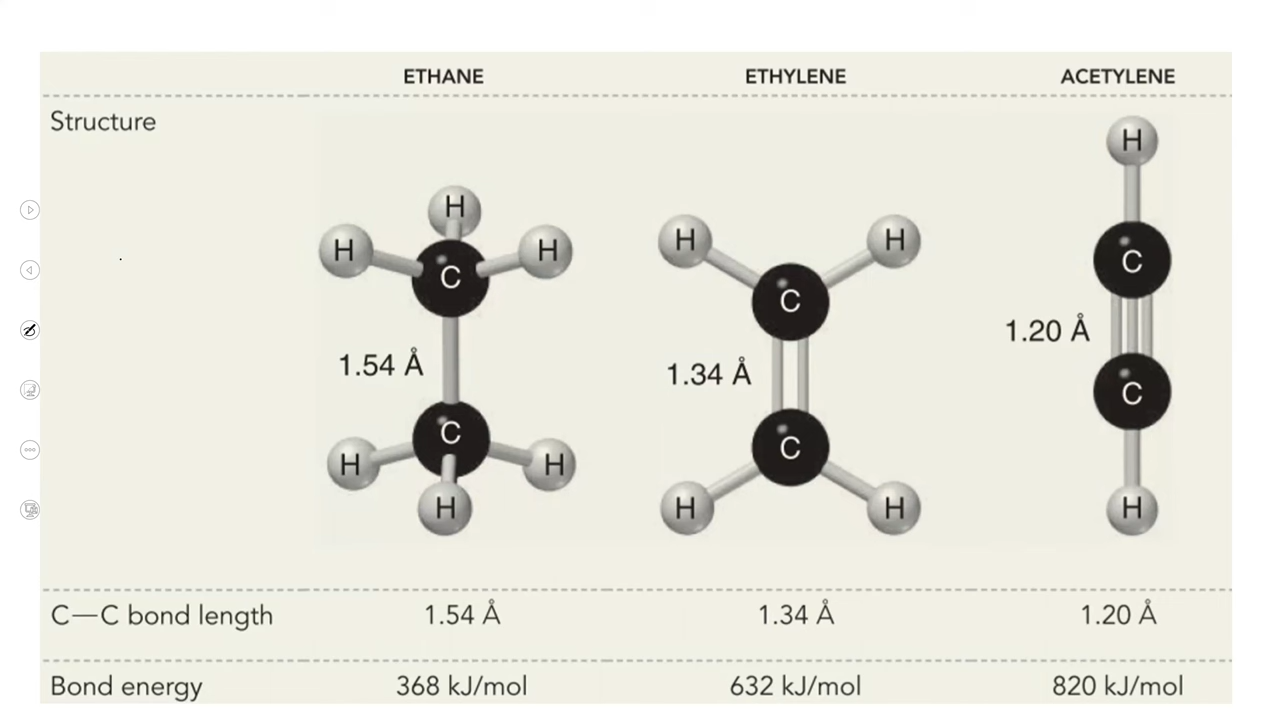 ETHANE ETHYLENE ACETYLENE
Structure
H
H
H H H H
C
C C
1.20 Å
1.54 Å 1.34 Å
C
C C
H H
H H H H
C—C bond length 1.54 Å 1.34 Å 1.20 Å
Bond energy 368 kJ/mol 632 kJ/mol 820 kJ/mol